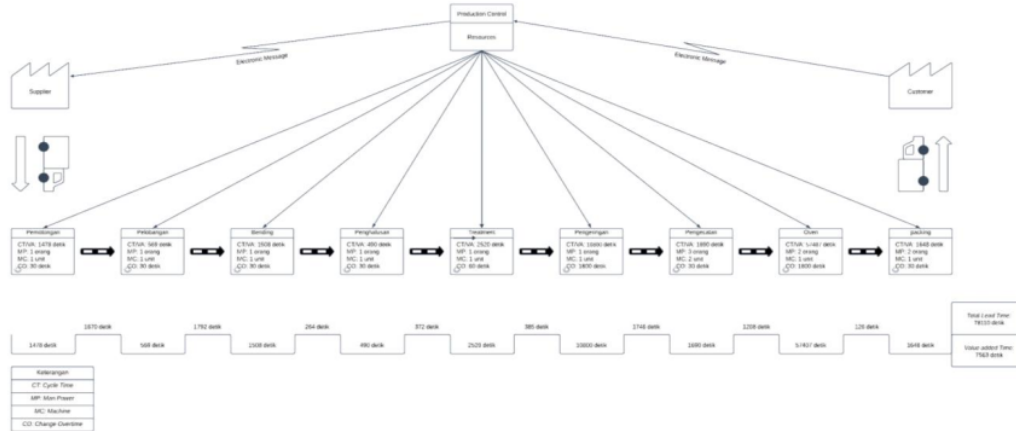 Production Control
Resources
Electronic Message
Electronic Message
Supplier
Customer
Pemotongan
CT/VA: 1478 detik
MP: 1 orang
MC: 1 unit
CO: 30 detik
Pelubangan
CT/VA: 569 detik
MP: 1 orang
MC: 1 unit
CO: 30 detik
Bending
MP: 1 orang
MC: 1 unit
CO: 30 detik
Penghalusan
CT/VA: 490 detik
MP: 1 orang
MC: 1 unit
CO: 30 detik
Treatment
CT/VA: 2520 detik
MP: 1 orang
MC: 1 unit
CO: 60 detik
Pengeringan
CT/VA: 10800 detik
MP: 1 orang
MC: 1 unit
CO: 1800 detik
Pengecatan
CT/VA: 1690 detik
MP: 3 orang
MC: 2 unit
CO: 30 detik
Oven
MP: 2 orang
MC: 1 unit
CO: 1800 detik
packing
CT/VA: 1648 detik
MP: 2 orang
MC: 1 unit
CO: 30 detik
1670 detik
1792 detik
264 detik
372 detik
385 detik
1746 detik
1208 detik
126 detik
1478 detik
569 detik
490 detik
2520 detik
10800 detik
1690 detik
1648 detik
Total Lead Time:
detik
Value added Time:
detik
Keterangan
CT: Cycle Time
MP: Man Power
MC: Machine
CO: Change Overtime